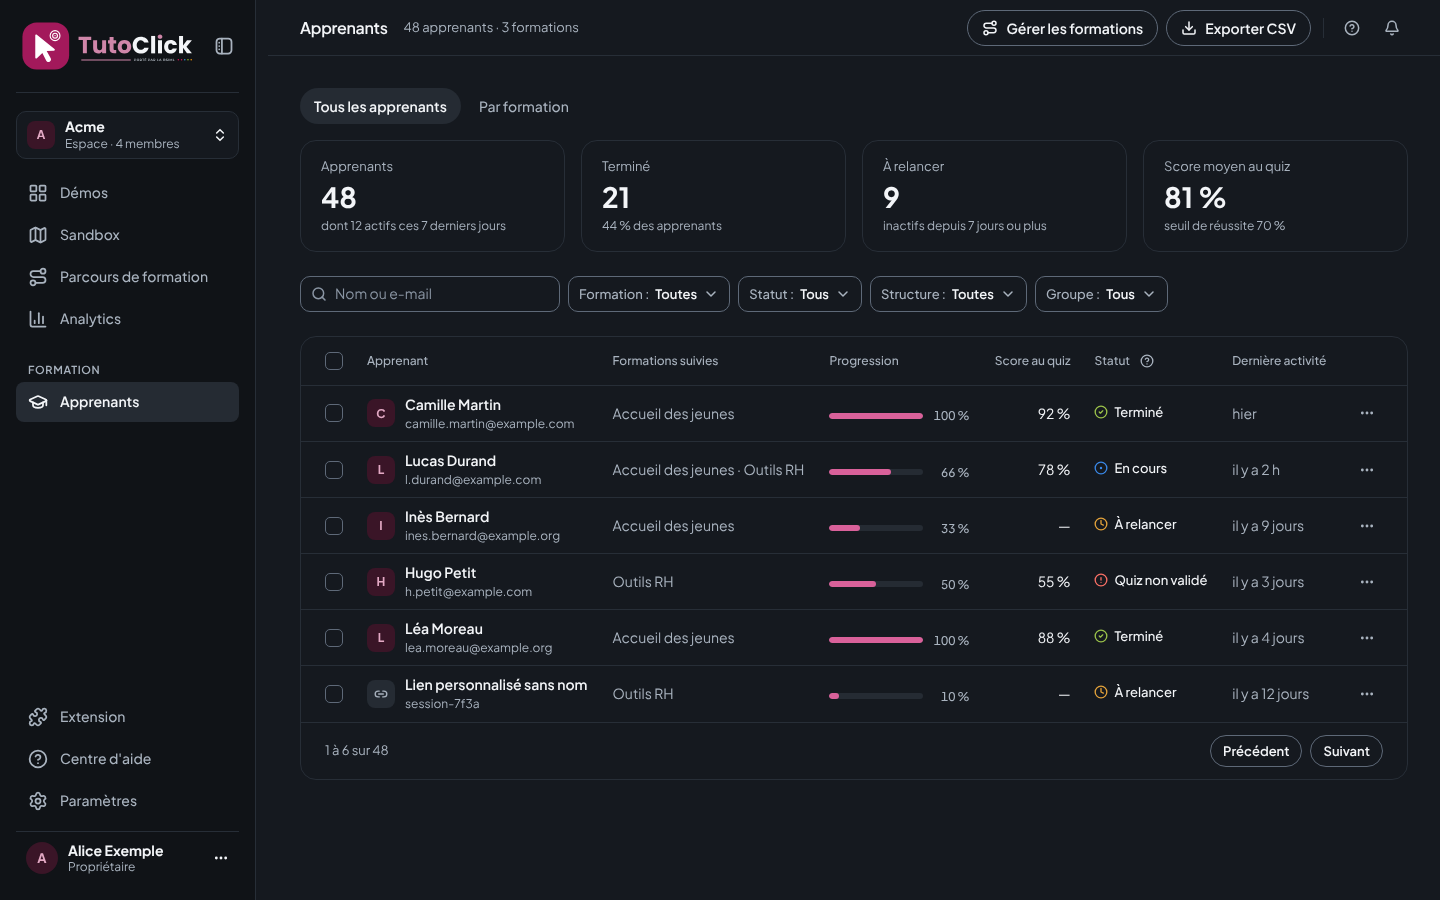 TutoClick
Acme
Espace · 4 membres
Démos
Sandbox
Parcours de formation
Analytics
FORMATION
Apprenants
Extension
Centre d'aide
Paramètres
A
Alice Exemple
Propriétaire
Apprenants 48 apprenants · 3 formations
Gérer les formations
Exporter CSV
Tous les apprenants Par formation
Apprenants
48
dont 12 actifs ces 7 derniers jours
Terminé
21
44 % des apprenants
À relancer
9
inactifs depuis 7 jours ou plus
Score moyen au quiz
81 %
seuil de réussite 70 %
Nom ou e-mail
Formation : Toutes
Statut : Tous
Structure : Toutes
Groupe : Tous
Apprenant Formations suivies Progression Score au quiz Statut Dernière activité
C Camille Martin
camille.martin@example.com
Accueil des jeunes 100 % 92 % Terminé hier
L Lucas Durand
l.durand@example.com
Accueil des jeunes · Outils RH 66 % 78 % En cours il y a 2 h
I Inès Bernard
ines.bernard@example.org
Accueil des jeunes 33 % — À relancer il y a 9 jours
H Hugo Petit
h.petit@example.com
Outils RH 50 % 55 % Quiz non validé il y a 3 jours
L Léa Moreau
lea.moreau@example.org
Accueil des jeunes 100 % 88 % Terminé il y a 4 jours
Lien personnalisé sans nom
session-7f3a
Outils RH 10 % — À relancer il y a 12 jours
1 à 6 sur 48
Précédent Suivant